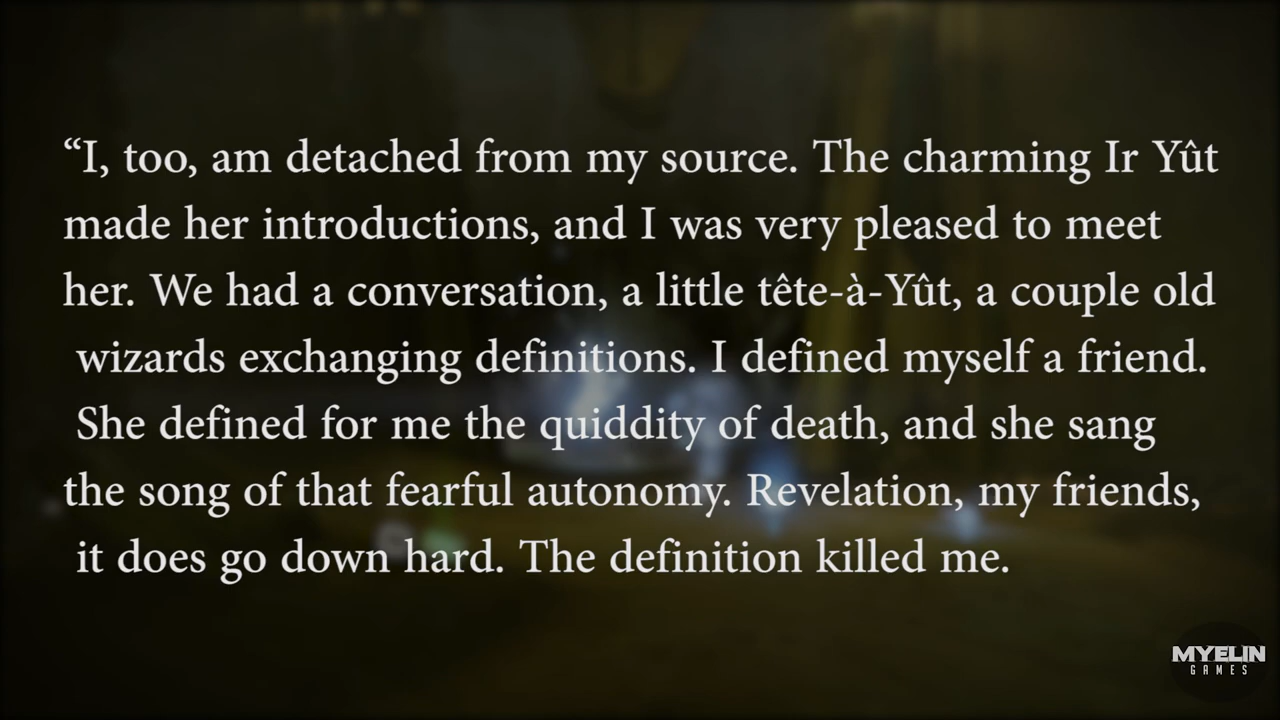 “I, too, am detached from my source. The charming Ir Yût
made her introductions, and I was very pleased to meet
her. We had a conversation, a little tête-à-Yût, a couple old
wizards exchanging definitions. I defined myself a friend.
She defined for me the quiddity of death, and she sang
the song of that fearful autonomy. Revelation, my friends,
it does go down hard. The definition killed me.
MYELIN
GAMES